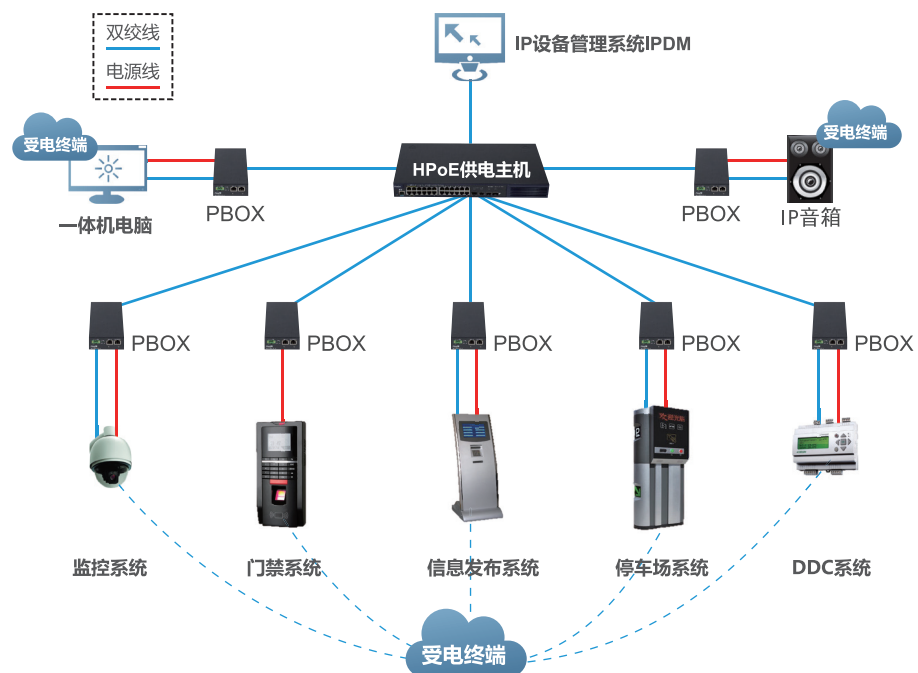 双绞线
电源线
IP设备管理系统IPDM
受电终端
受电终端
HPoE供电主机
PBOX
PBOX
一体机电脑
IP音箱
PBOX
PBOX
PBOX
PBOX
PBOX
监控系统
门禁系统
信息发布系统
停车场系统
DDC系统
受电终端